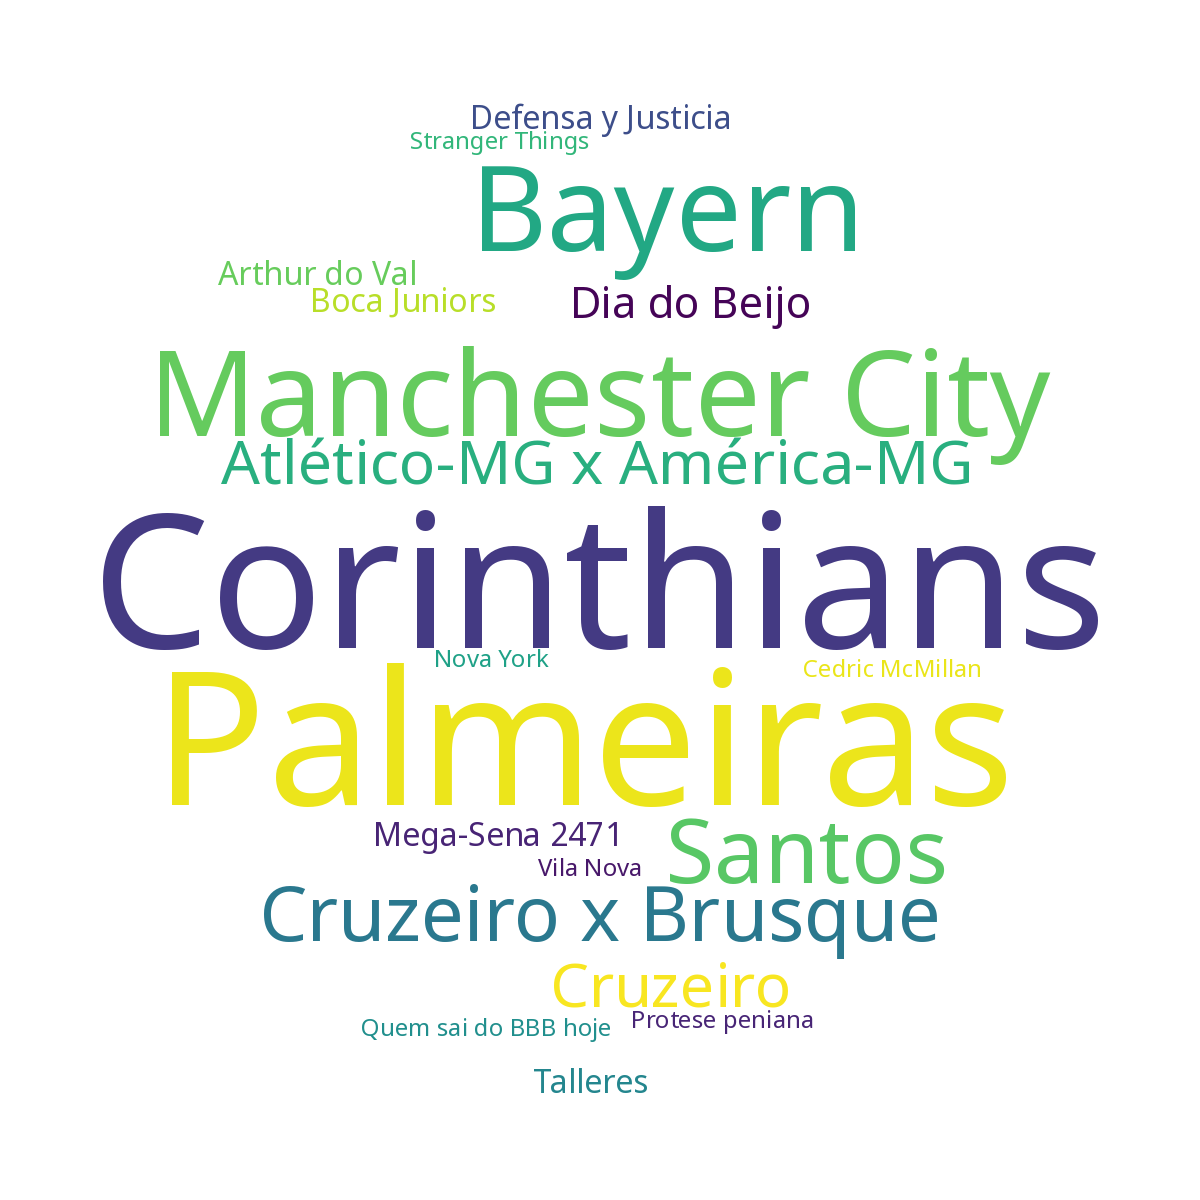 Defensa y Justicia
Stranger Things
Bayern
Arthur do Val
Boca Juniors
Dia do Beijo
Manchester City
Atlético-MG x América-MG
Corinthians
Nova York
Cedric McMillan
Palmeiras
Mega-Sena 2471
Santos
Vila Nova
Cruzeiro x Brusque
Cruzeiro
Quem sai do BBB hoje
Protese peniana
Talleres